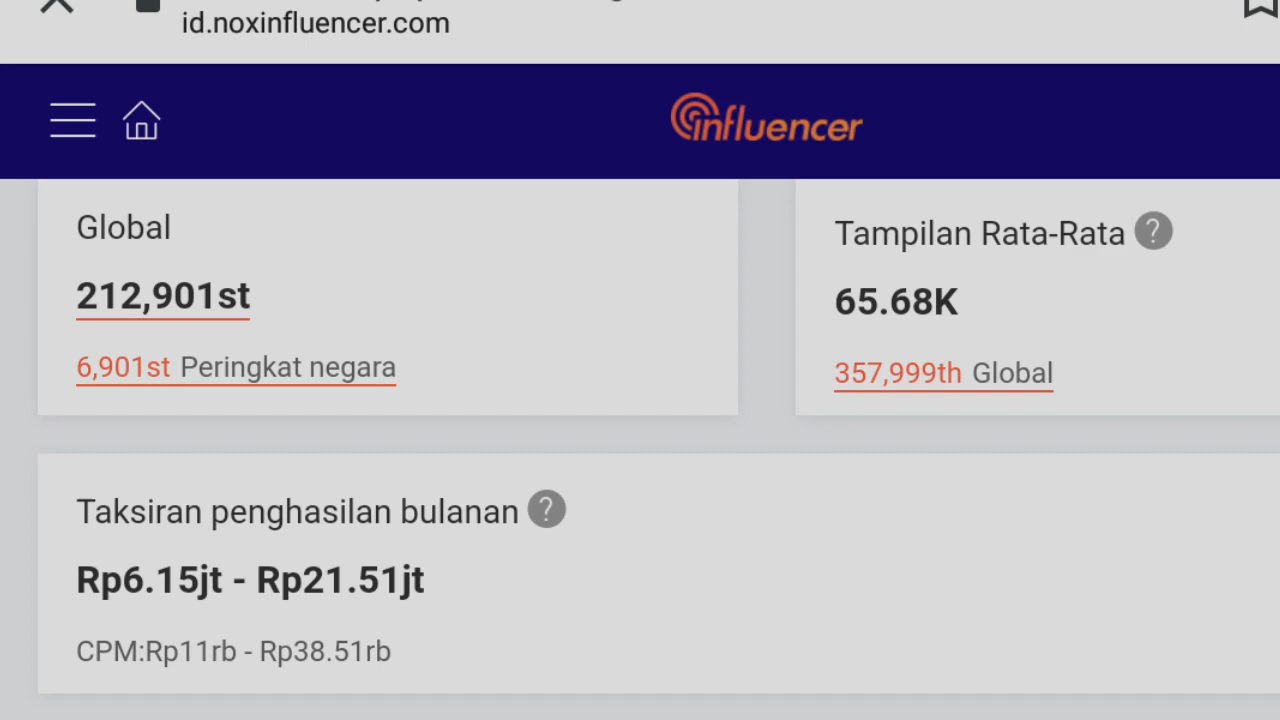 id.noxinfluencer.com
influencer
Global
212,901st
6,901st Peringkat negara
Tampilan Rata-Rata ?
65.68K
357,999th Global
Taksiran penghasilan bulanan ?
Rp6.15jt - Rp21.51jt
CPM:Rp11rb - Rp38.51rb